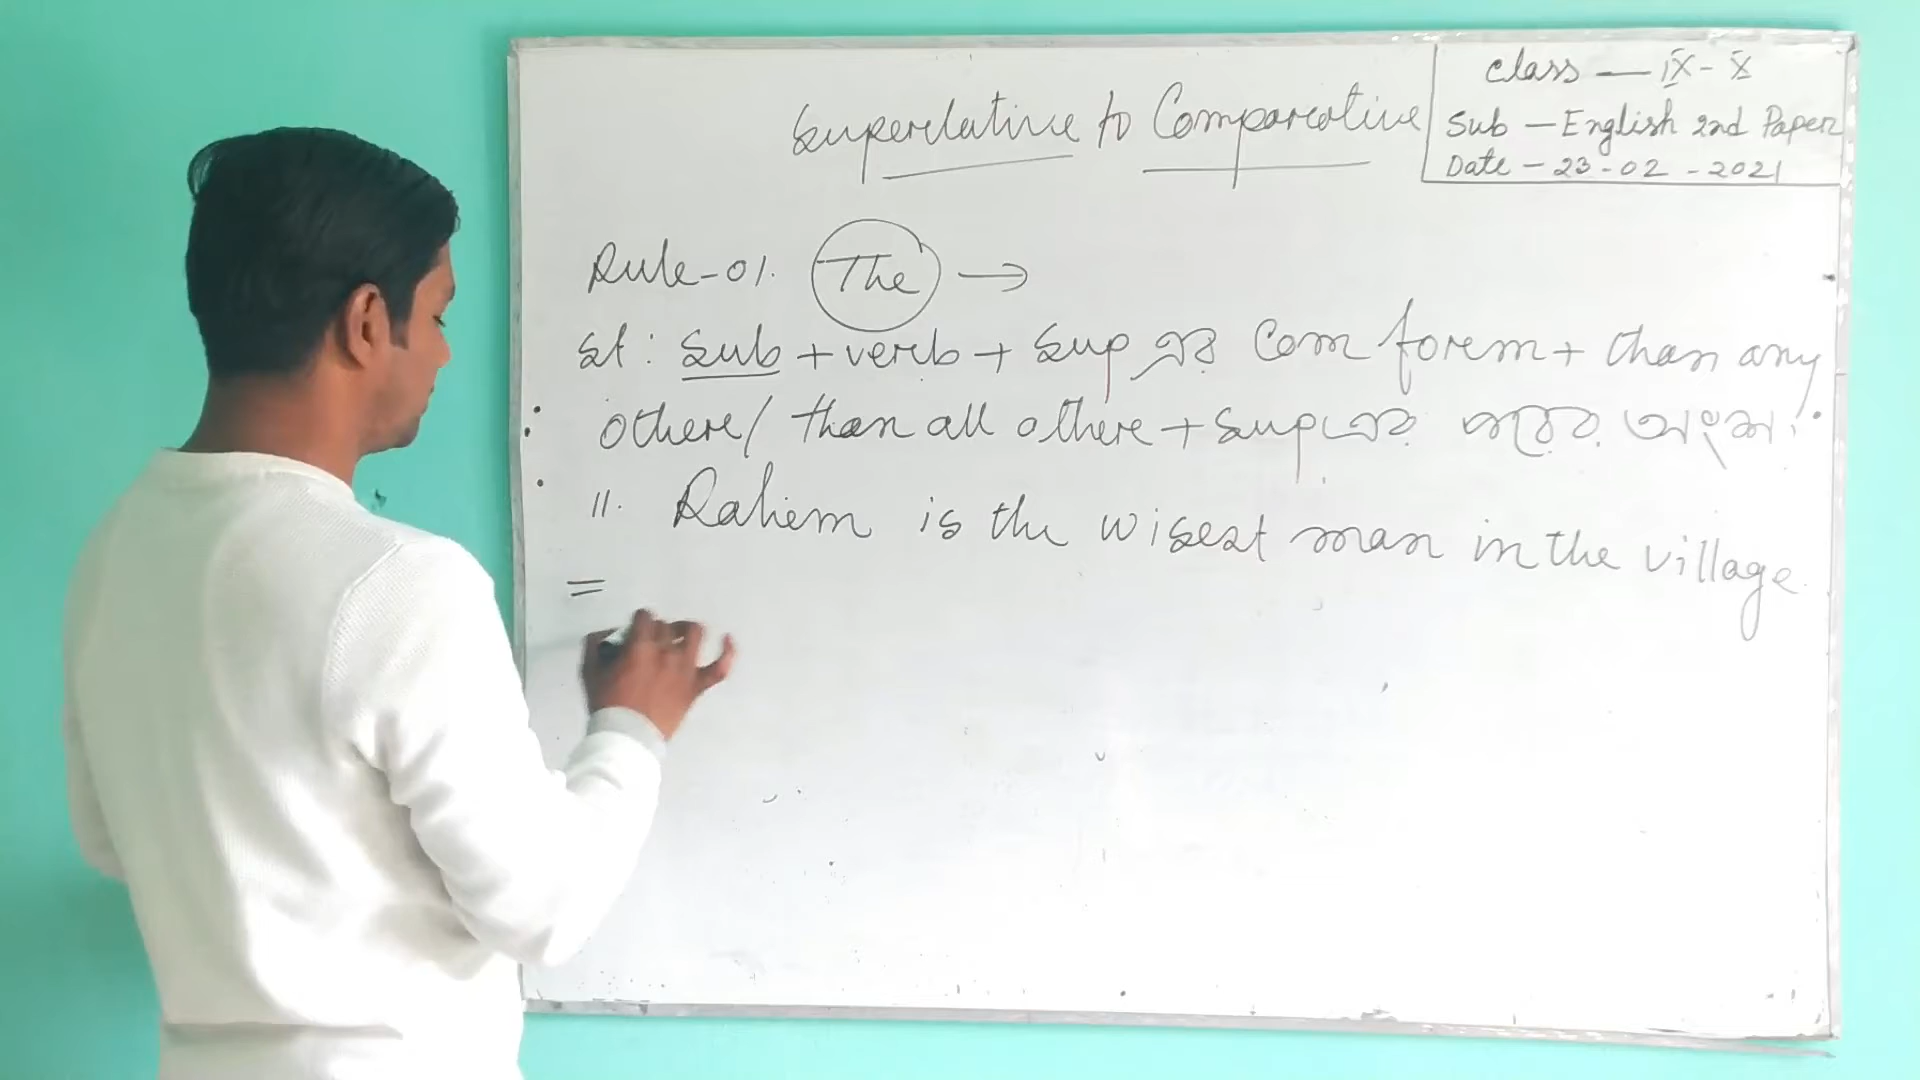 Class — IX - X
Sub — English 2nd Paper
Date - 23-02-2021
Superlative to Comparative
Rule-01. The →
st: Sub + verb + Sup এর Com form + than any
other/ than all other + Sup এর পরের অংশ।
11. Rahim is the wisest man in the village.
=